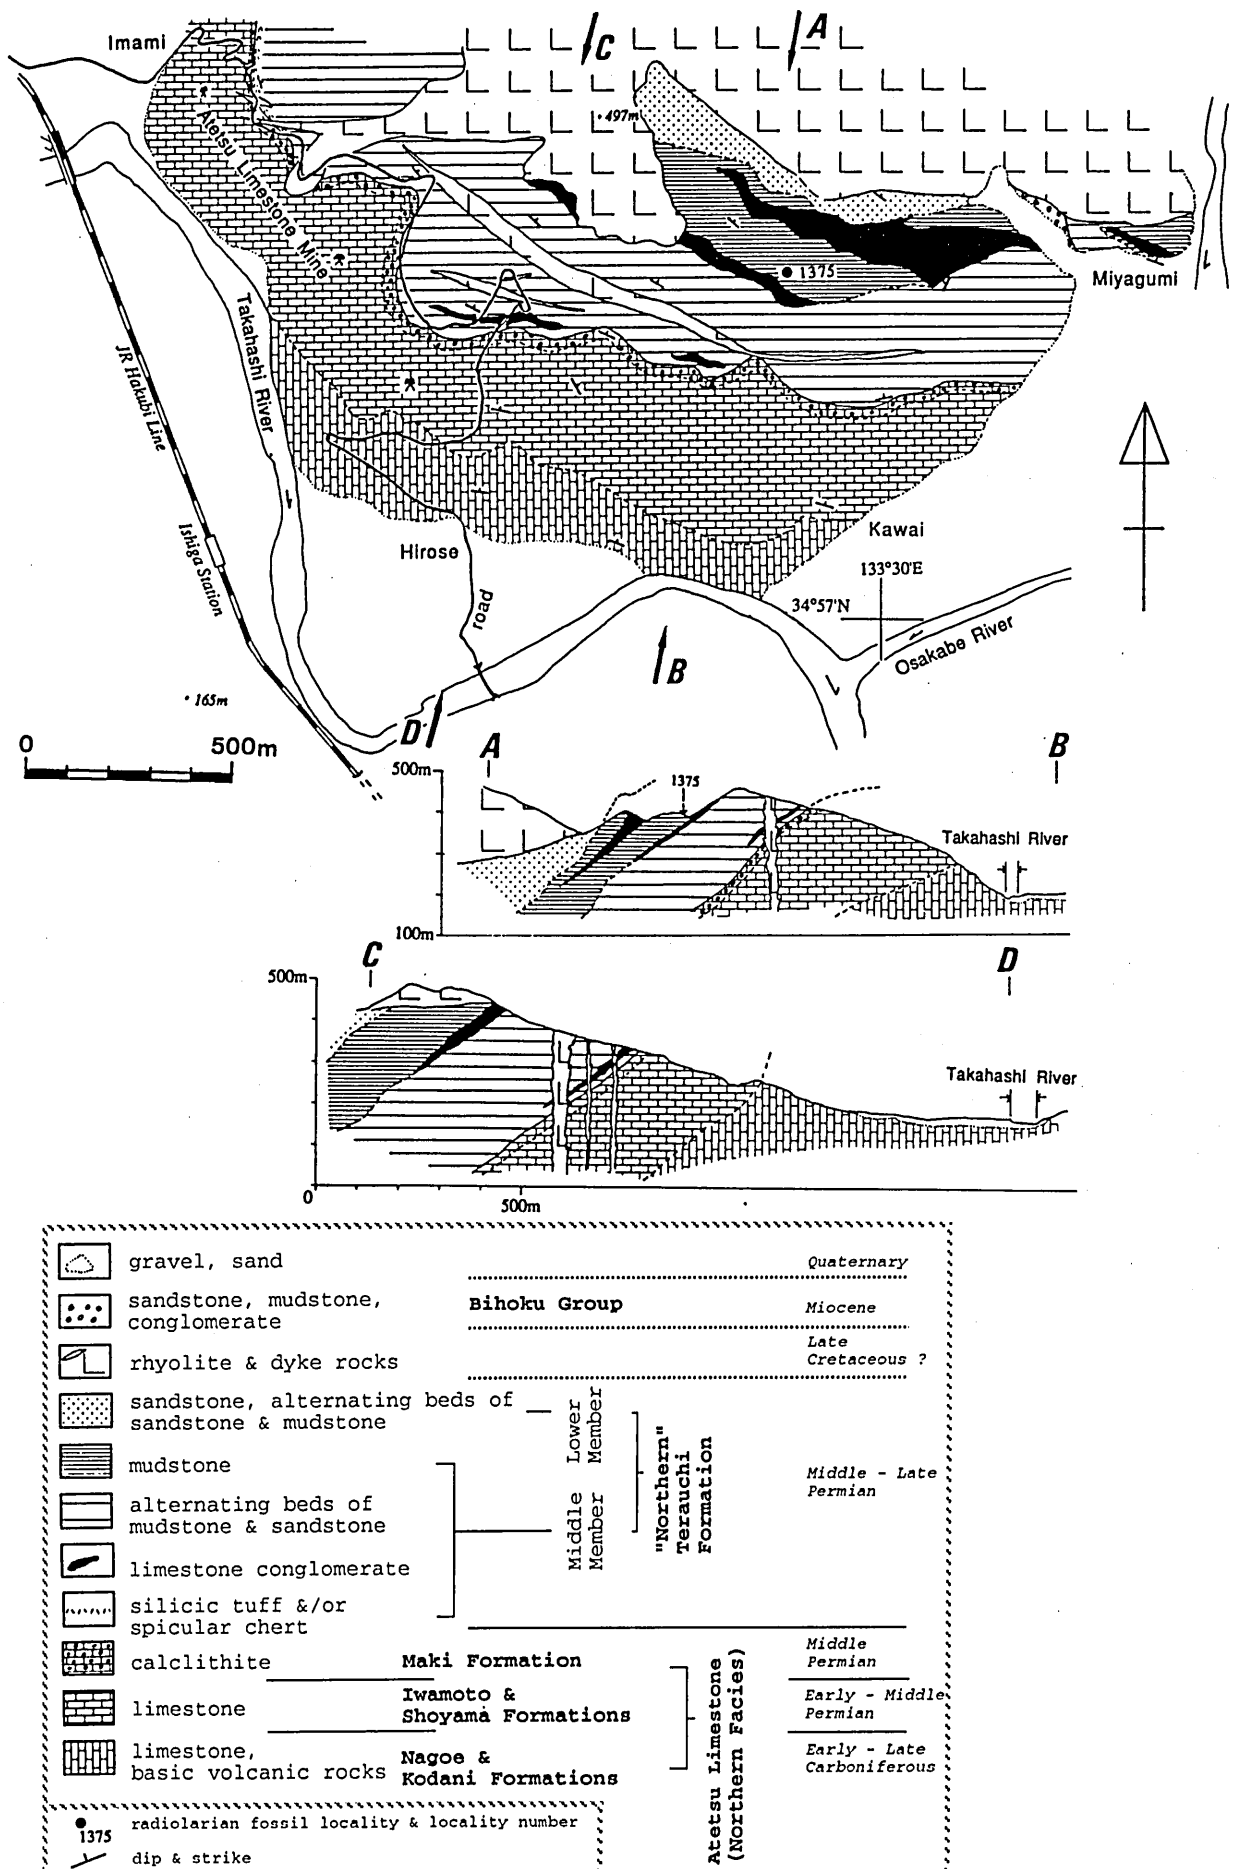 Imami
C
A
497m
Atetsu Limestone Mine
1375
Miyagumi
Takahashi River
JR Hakubi Line
Ishiga Station
Hirose
Kawai
133°30'E
34°57'N
road
Osakabe River
B
165m
D
0 500m
A
B
500m
1375
Takahashi River
100m
C
D
500m
Takahashi River
0
500m
gravel, sand
Quaternary
sandstone, mudstone,
conglomerate
Bihoku Group
Miocene
rhyolite & dyke rocks
Late
Cretaceous ?
sandstone, alternating beds of
sandstone & mudstone
Lower
Member
mudstone
alternating beds of
mudstone & sandstone
Middle
Member
"Northern"
Terauchi
Formation
Middle - Late
Permian
limestone conglomerate
silicic tuff &/or
spicular chert
calclithite
Maki Formation
Middle
Permian
limestone
Iwamoto &
Shoyama Formations
Early - Middle
Permian
limestone,
basic volcanic rocks
Nagoe &
Kodani Formations
Early - Late
Carboniferous
Atetsu Limestone
(Northern Facies)
1375
radiolarian fossil locality & locality number
dip & strike